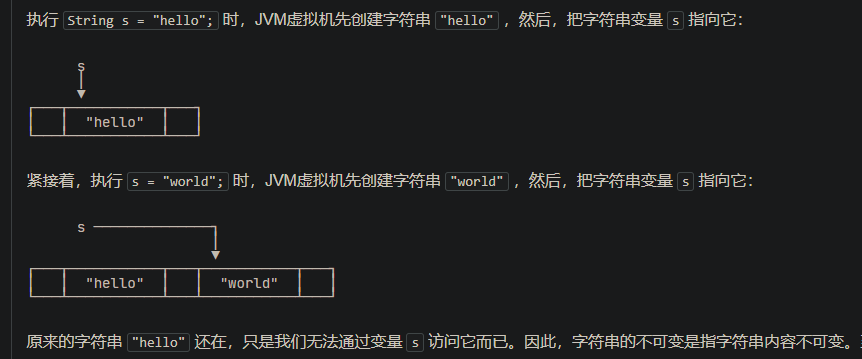 执行 String s = "hello"; 时，JVM虚拟机先创建字符串 "hello" ，然后，把字符串变量 s 指向它：
s
"hello"
紧接着，执行 s = "world"; 时，JVM虚拟机先创建字符串 "world" ，然后，把字符串变量 s 指向它：
s
"hello" "world"
原来的字符串 "hello" 还在，只是我们无法通过变量 s 访问它而已。因此，字符串的不可变是指字符串内容不可变。